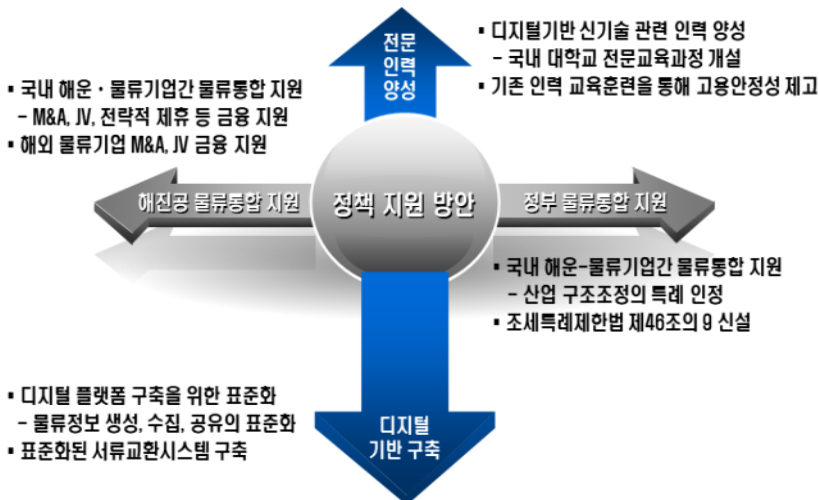 전문
인력
양성
▪ 디지털기반 신기술 관련 인력 양성
– 국내 대학교 전문교육과정 개설
▪ 기존 인력 교육훈련을 통해 고용안정성 제고
▪ 국내 해운・물류기업간 물류통합 지원
– M&A, JV, 전략적 제휴 등 금융 지원
▪ 해외 물류기업 M&A, JV 금융 지원
해진공 물류통합 지원
정책 지원 방안
정부 물류통합 지원
▪ 국내 해운-물류기업간 물류통합 지원
– 산업 구조조정의 특례 인정
▪ 조세특례제한법 제46조의 9 신설
▪ 디지털 플랫폼 구축을 위한 표준화
– 물류정보 생성, 수집, 공유의 표준화
▪ 표준화된 서류교환시스템 구축
디지털
기반 구축